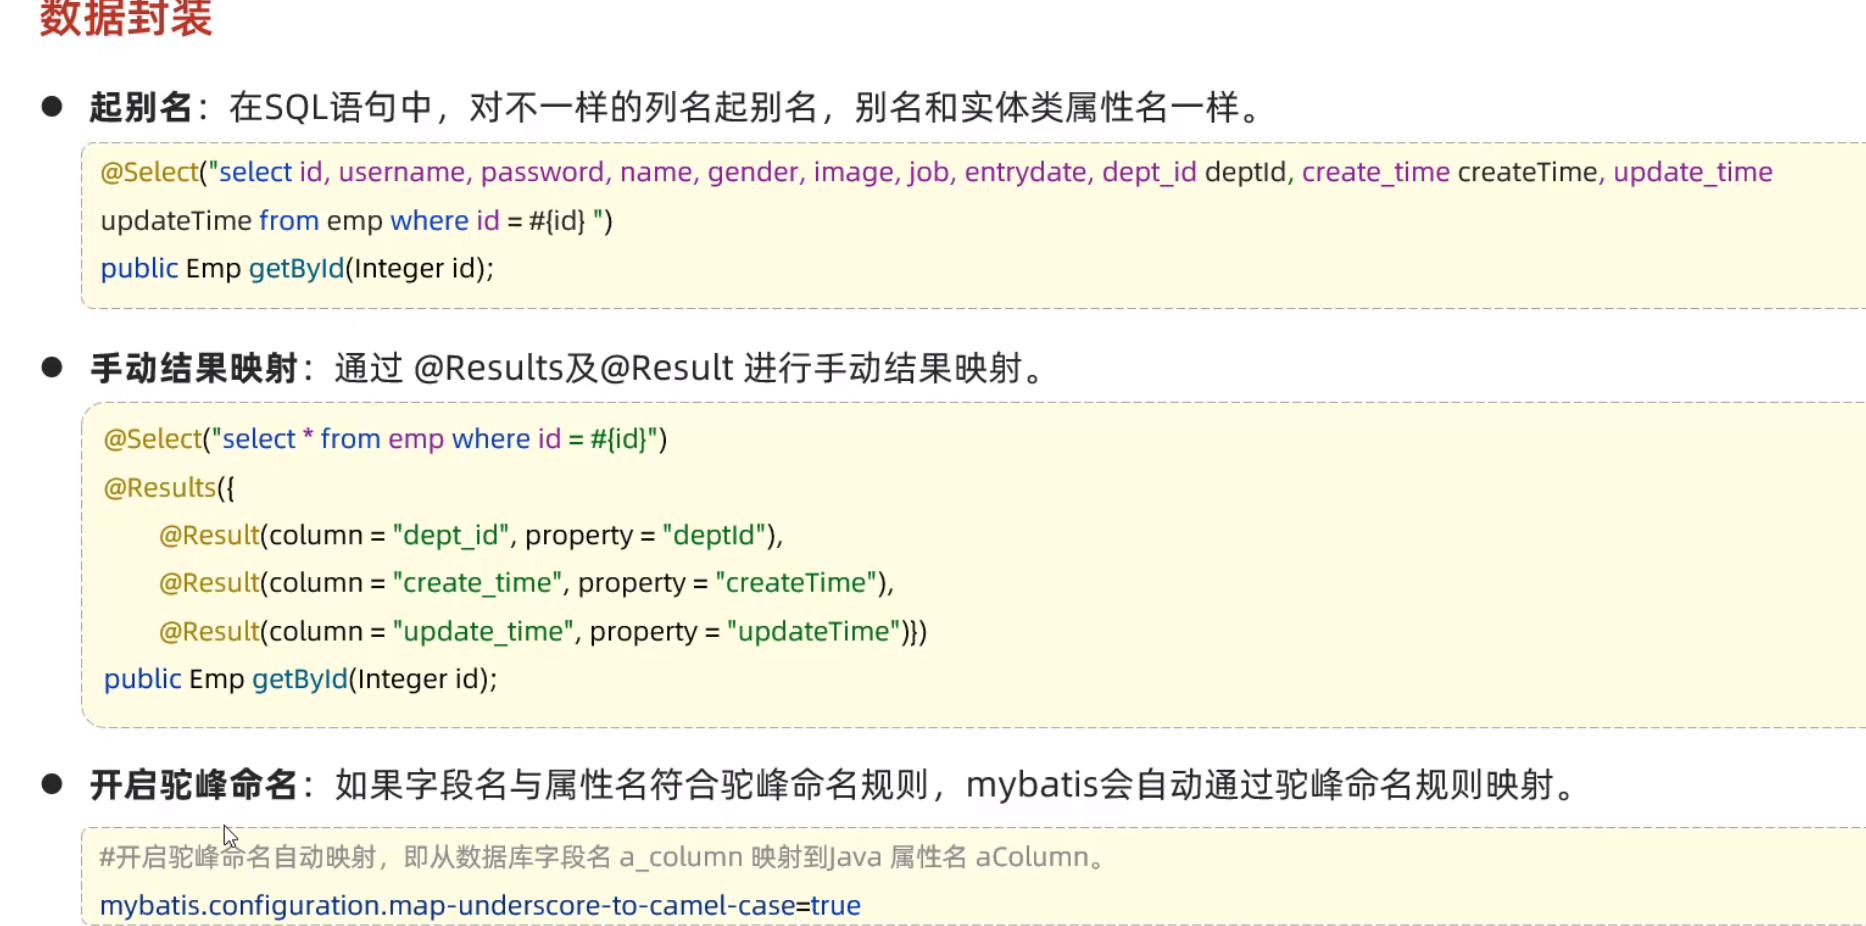 数据封装
● 起别名：在SQL语句中，对不一样的列名起别名，别名和实体类属性名一样。
@Select("select id, username, password, name, gender, image, job, entrydate, dept_id deptId, create_time createTime, update_time
updateTime from emp where id = #{id} ")
public Emp getById(Integer id);
● 手动结果映射：通过 @Results及@Result 进行手动结果映射。
@Select("select * from emp where id = #{id}")
@Results({
@Result(column = "dept_id", property = "deptId"),
@Result(column = "create_time", property = "createTime"),
@Result(column = "update_time", property = "updateTime")})
public Emp getById(Integer id);
● 开启驼峰命名：如果字段名与属性名符合驼峰命名规则，mybatis会自动通过驼峰命名规则映射。
#开启驼峰命名自动映射，即从数据库字段名 a_column 映射到Java 属性名 aColumn。
mybatis.configuration.map-underscore-to-camel-case=true